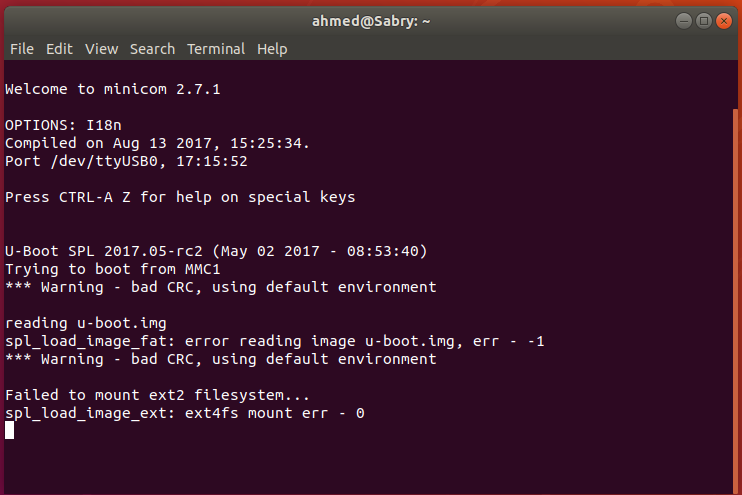 ahmed@Sabry: ~
File Edit View Search Terminal Help
Welcome to minicom 2.7.1
OPTIONS: I18n
Compiled on Aug 13 2017, 15:25:34.
Port /dev/ttyUSB0, 17:15:52
Press CTRL-A Z for help on special keys
U-Boot SPL 2017.05-rc2 (May 02 2017 - 08:53:40)
Trying to boot from MMC1
*** Warning - bad CRC, using default environment
reading u-boot.img
spl_load_image_fat: error reading image u-boot.img, err - -1
*** Warning - bad CRC, using default environment
Failed to mount ext2 filesystem...
spl_load_image_ext: ext4fs mount err - 0